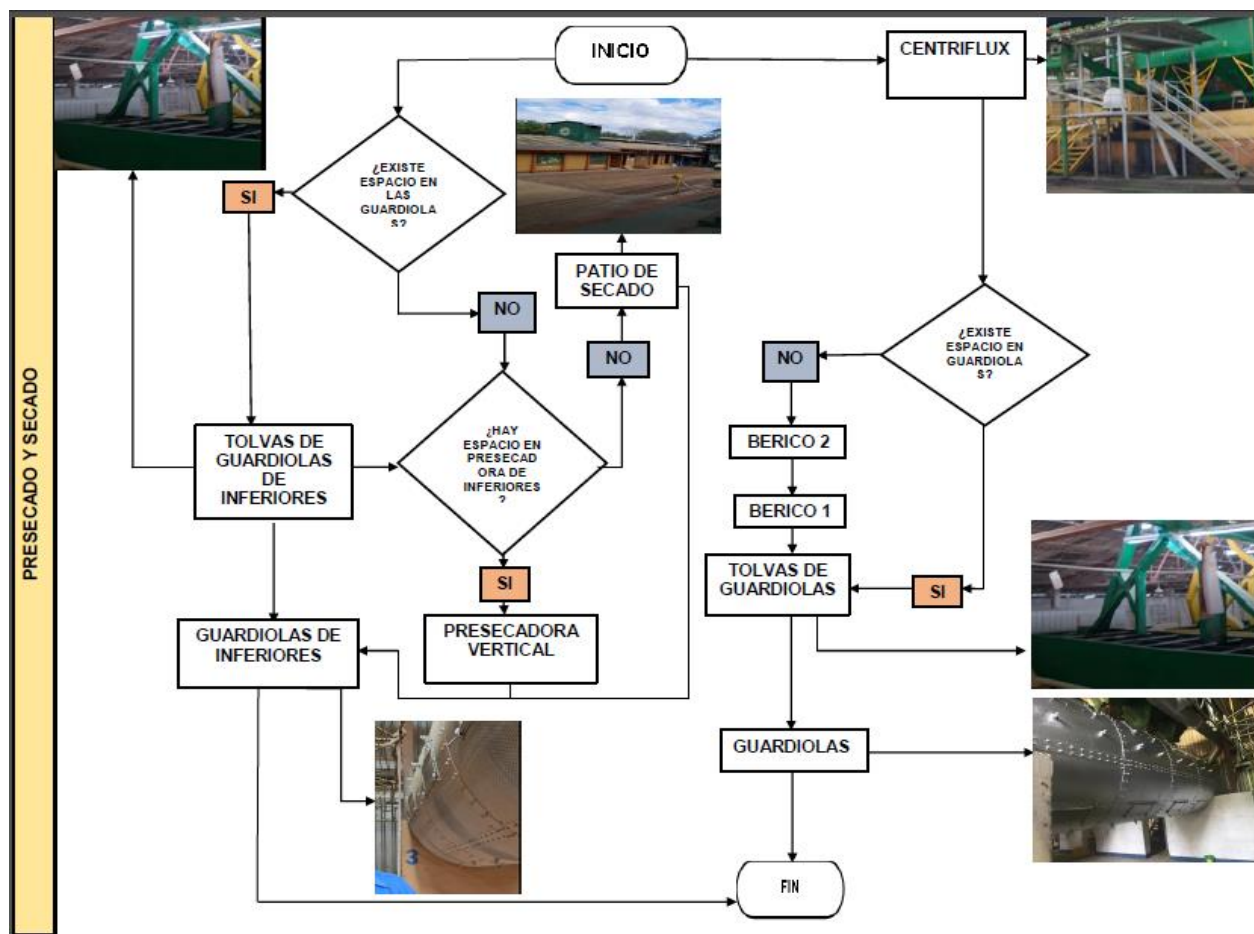 PRESECADO Y SECADO
INICIO
CENTRIFLUX
¿EXISTE
ESPACIO EN
LAS
GUARDIOLA
S?
SI
NO
PATIO DE
SECADO
NO
¿EXISTE
ESPACIO EN
GUARDIOLA
S?
NO
TOLVAS DE
GUARDIOLAS
DE
INFERIORES
¿HAY
ESPACIO EN
PRESECAD
ORA DE
INFERIORES
?
BERICO 2
BERICO 1
SI
TOLVAS DE
GUARDIOLAS
SI
GUARDIOLAS DE
INFERIORES
PRESECADORA
VERTICAL
GUARDIOLAS
3
FIN